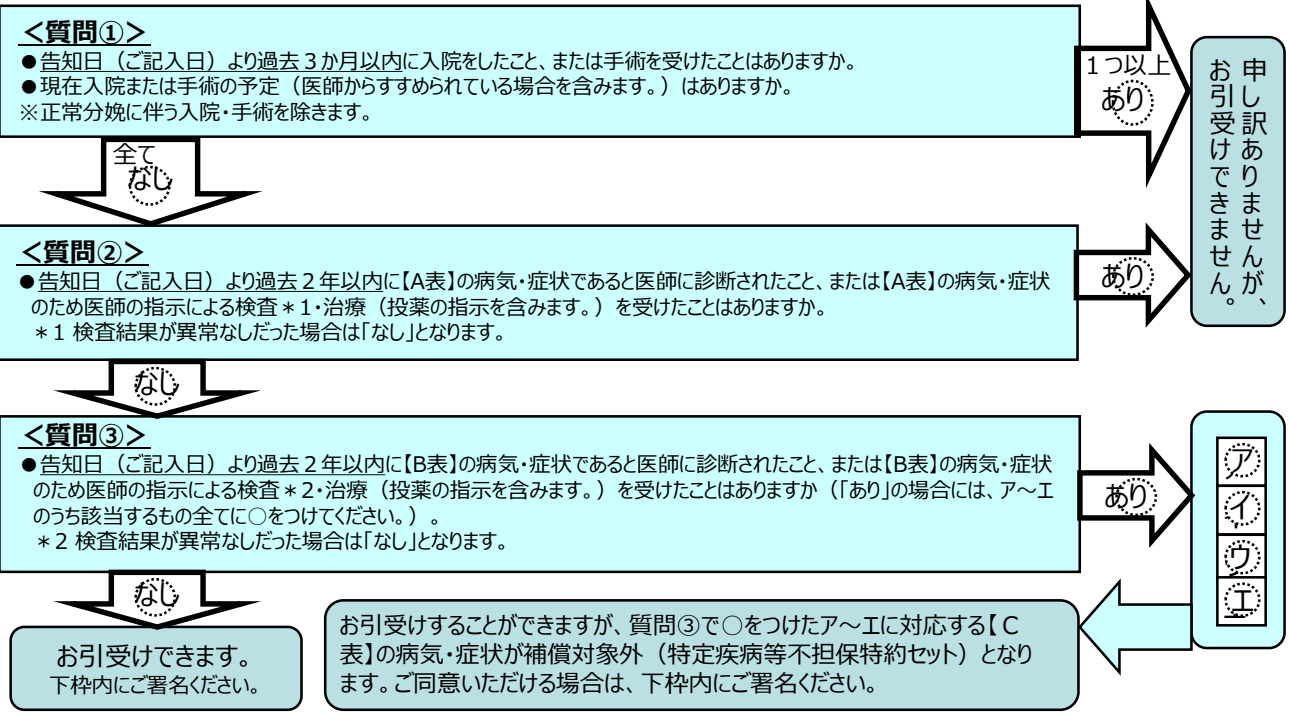 ＜質問①＞
●告知日（ご記入日）より過去３か月以内に入院をしたこと、または手術を受けたことはありますか。
●現在入院または手術の予定（医師からすすめられている場合を含みます。）はありますか。
※正常分娩に伴う入院・手術を除きます。
１つ以上
あり
申し訳ありませんが、
お引受けできません。
全て
なし
＜質問②＞
●告知日（ご記入日）より過去２年以内に【A表】の病気・症状であると医師に診断されたこと、または【A表】の病気・症状
のため医師の指示による検査＊１・治療（投薬の指示を含みます。）を受けたことはありますか。
＊１ 検査結果が異常なしだった場合は「なし」となります。
あり
なし
＜質問③＞
●告知日（ご記入日）より過去２年以内に【B表】の病気・症状であると医師に診断されたこと、または【B表】の病気・症状
のため医師の指示による検査＊２・治療（投薬の指示を含みます。）を受けたことはありますか（「あり」の場合には、ア～エ
のうち該当するもの全てに○をつけてください。）。
＊２ 検査結果が異常なしだった場合は「なし」となります。
あり
ア
イ
ウ
エ
なし
お引受けできます。
下枠内にご署名ください。
お引受けすることができますが、質問③で○をつけたア～エに対応する【Ｃ
表】の病気・症状が補償対象外（特定疾病等不担保特約セット）となり
ます。ご同意いただける場合は、下枠内にご署名ください。